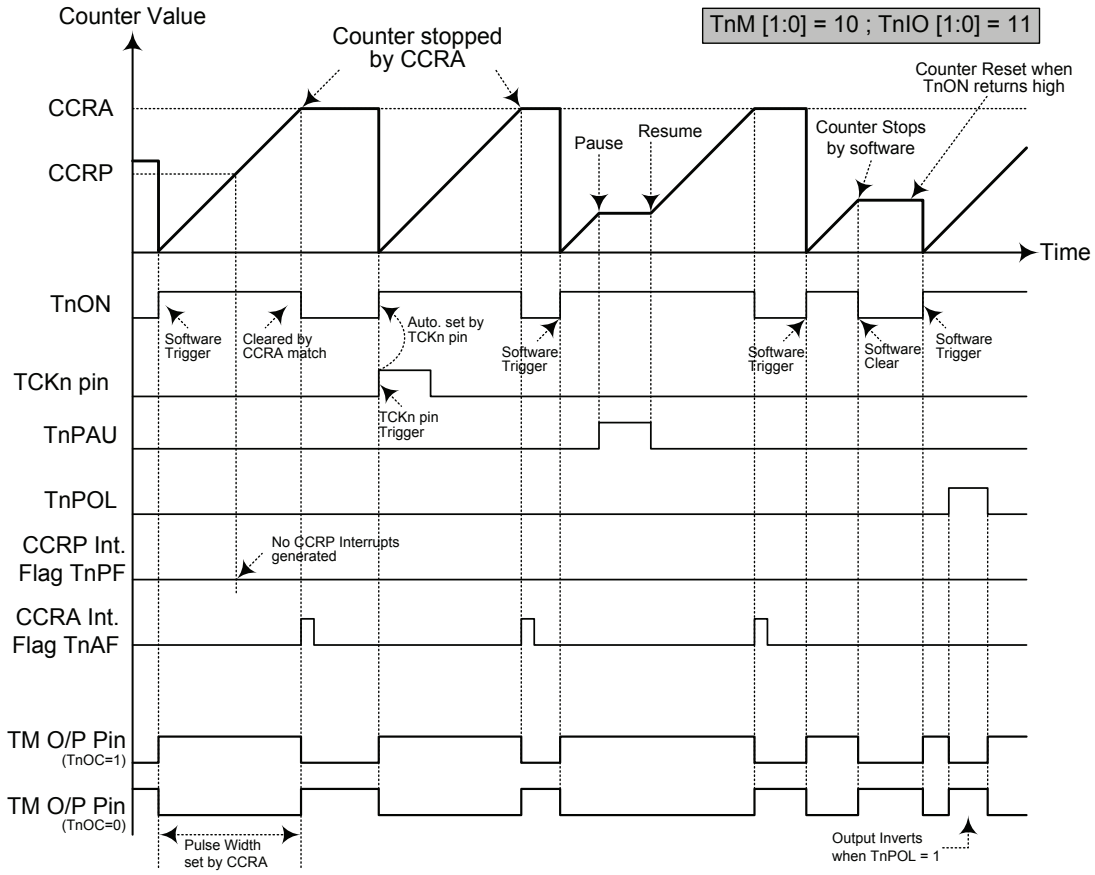 Counter Value
TnM [1:0] = 10 ; TnIO [1:0] = 11
Counter stopped
by CCRA
Counter Reset when
TnON returns high
CCRA
Pause
Resume
Counter Stops
by software
CCRP
Time
TnON
Software
Trigger
Cleared by
CCRA match
Auto. set by
TCKn pin
Software
Trigger
Software
Trigger
Software
Clear
Software
Trigger
TCKn pin
TCKn pin
Trigger
TnPAU
TnPOL
CCRP Int.
Flag TnPF
No CCRP Interrupts
generated
CCRA Int.
Flag TnAF
TM O/P Pin
(TnOC=1)
TM O/P Pin
(TnOC=0)
Pulse Width
set by CCRA
Output Inverts
when TnPOL = 1